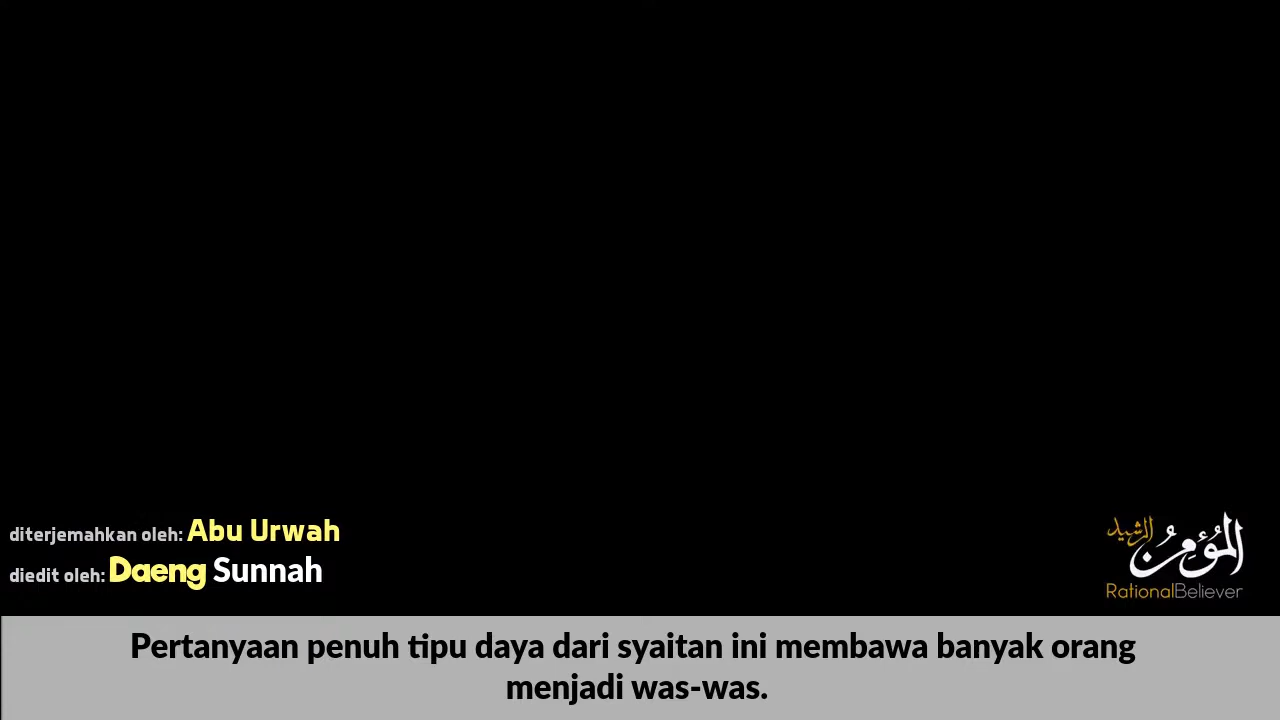 diterjemahkan oleh: Abu Urwah
diedit oleh: Daeng Sunnah
المؤمن الرشيد
RationalBeliever
Pertanyaan penuh tipu daya dari syaitan ini membawa banyak orang
menjadi was-was.